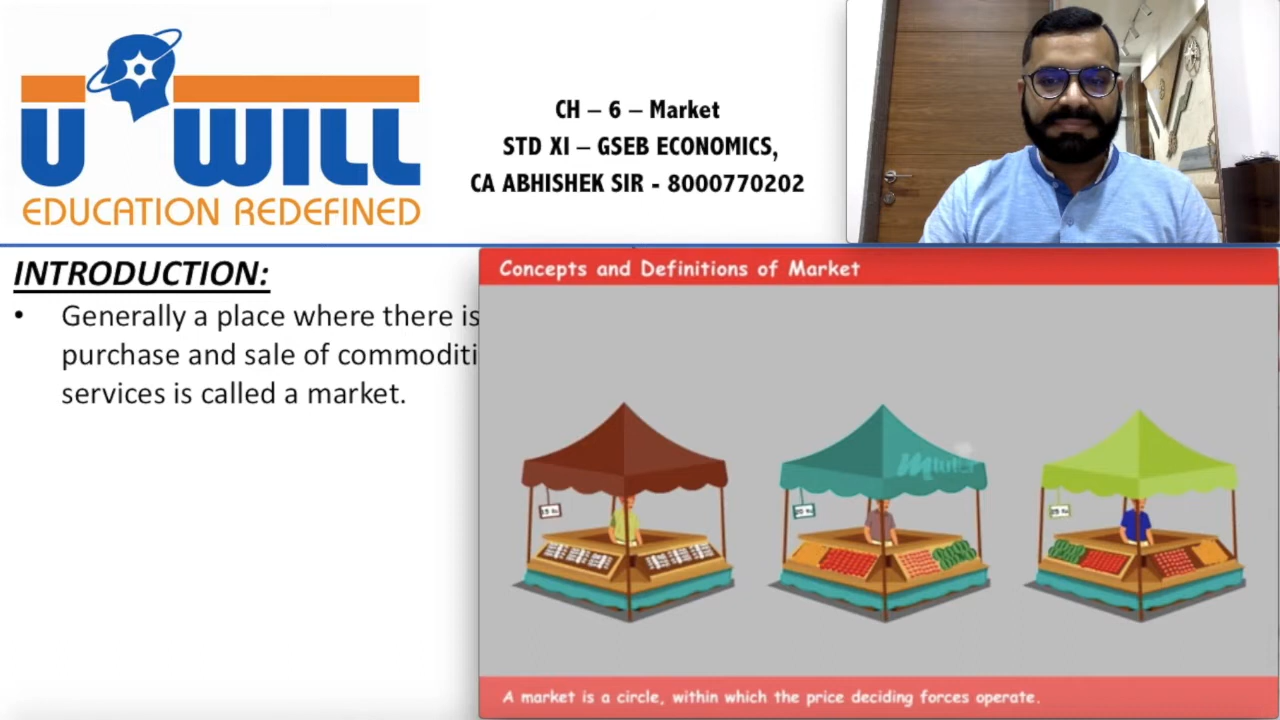 U WILL
EDUCATION REDEFINED
CH – 6 – Market
STD XI – GSEB ECONOMICS,
CA ABHISHEK SIR - 8000770202
INTRODUCTION:
• Generally a place where there is
purchase and sale of commoditi
services is called a market.
Concepts and Definitions of Market
A market is a circle, within which the price deciding forces operate.